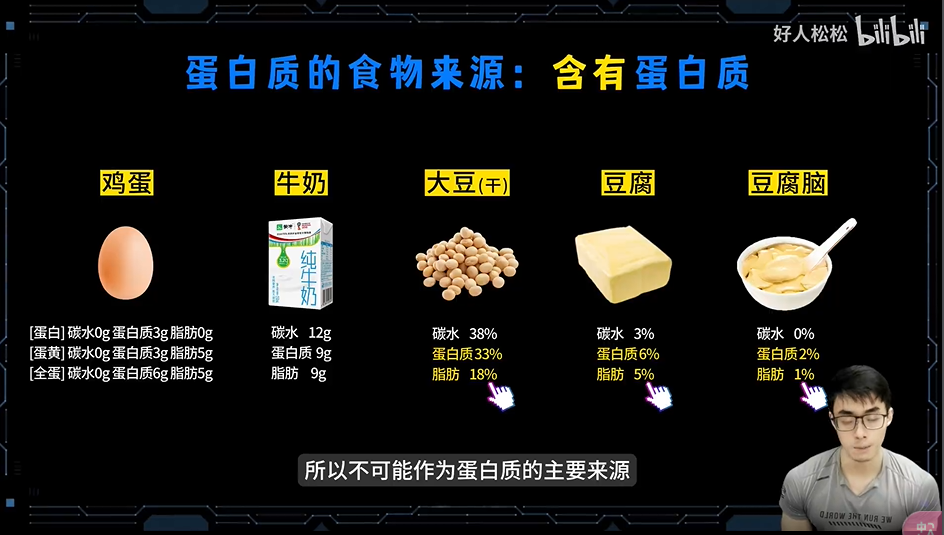 好人松松 bilibili
蛋白质的食物来源：含有蛋白质
鸡蛋
牛奶
大豆(干)
豆腐
豆腐脑
纯牛奶
[蛋白] 碳水0g 蛋白质3g 脂肪0g
[蛋黄] 碳水0g 蛋白质3g 脂肪5g
[全蛋] 碳水0g 蛋白质6g 脂肪5g
碳水 12g
蛋白质 9g
脂肪 9g
碳水 38%
蛋白质 33%
脂肪 18%
碳水 3%
蛋白质 6%
脂肪 5%
碳水 0%
蛋白质 2%
脂肪 1%
所以不可能作为蛋白质的主要来源
WE RUN THE WORLD